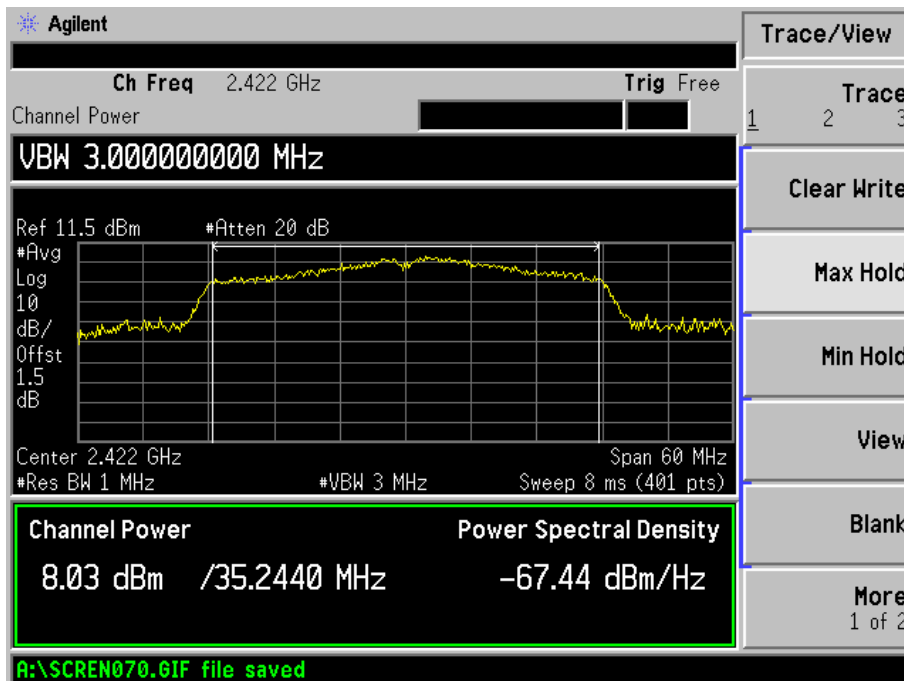 Agilent
Trace/View
Ch Freq 2.422 GHz Trig Free
Channel Power
Trace
1 2 3
VBW 3.000000000 MHz
Clear Write
Ref 11.5 dBm #Atten 20 dB
#Avg
Log
10
dB/
Offst
1.5
dB
Max Hold
Min Hold
Center 2.422 GHz Span 60 MHz
#Res BW 1 MHz #VBW 3 MHz Sweep 8 ms (401 pts)
View
Channel Power Power Spectral Density
8.03 dBm /35.2440 MHz -67.44 dBm/Hz
Blank
More
1 of 2
A:\SCREN070.GIF file saved